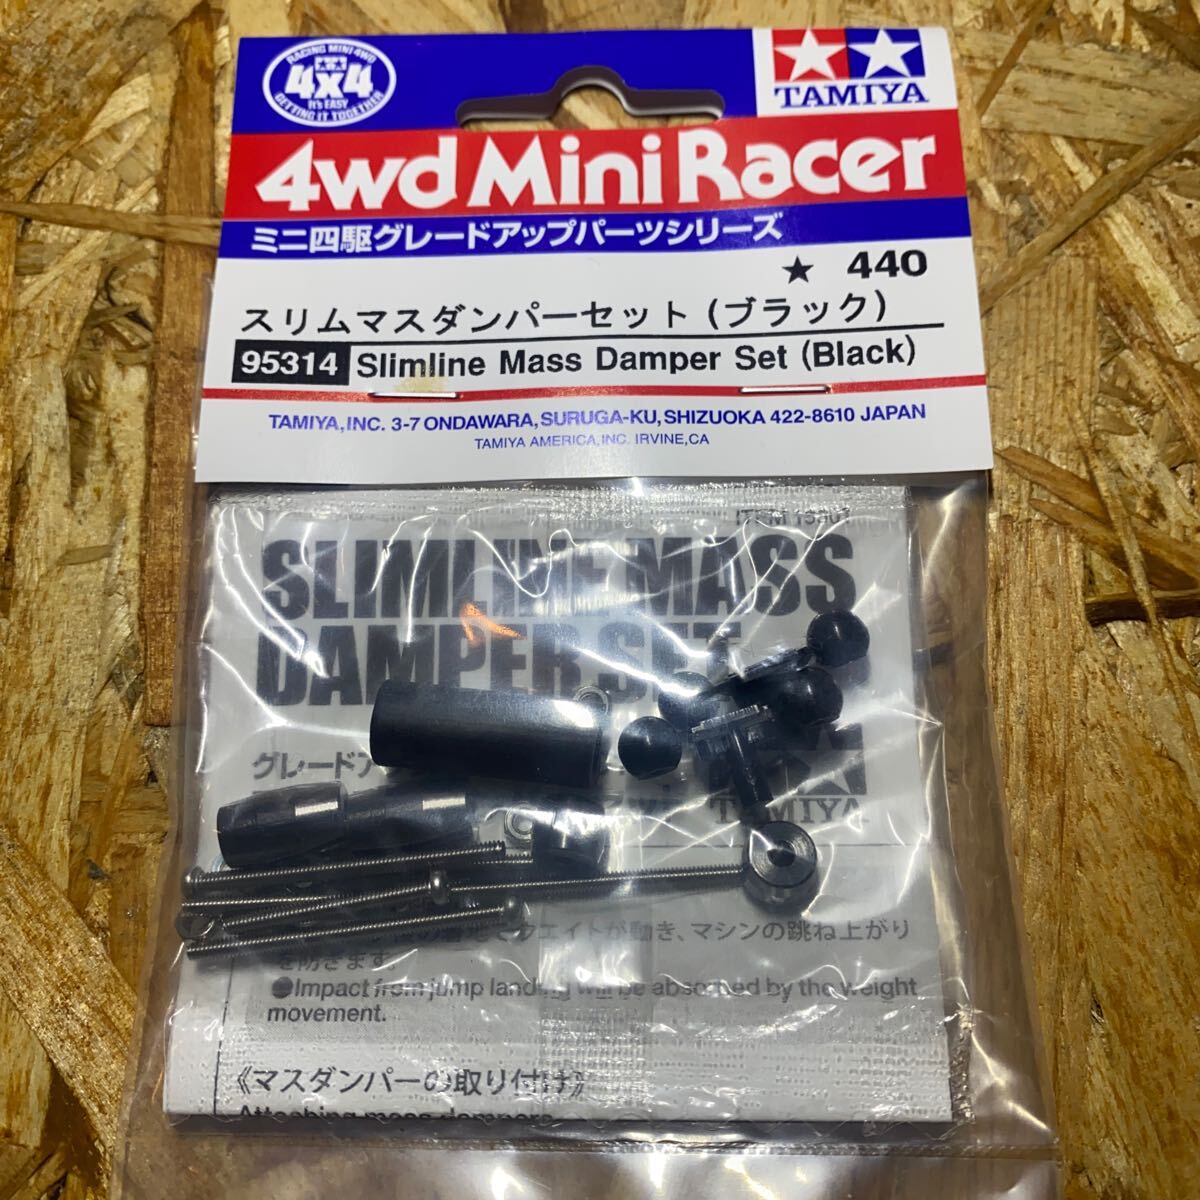 RACING MINI 4WD
4x4
It's EASY
GETTING IT TOGETHER
TAMIYA
4wd Mini Racer
ミニ四駆グレードアップパーツシリーズ
★ 440
スリムマスダンパーセット(ブラック)
95314 Slimline Mass Damper Set (Black)
TAMIYA, INC. 3-7 ONDAWARA, SURUGA-KU, SHIZUOKA 422-8610 JAPAN
TAMIYA AMERICA, INC. IRVINE, CA
SLIMLINE MASS
DAMPER SET
グレードア
TAMIYA
ウエイトが動き、マシンの跳ね上がり
を防ぎます。
●Impact from jump landing will be absorbed by the weight
movement.
《マスダンパーの取り付け》
Attaching mass dampers